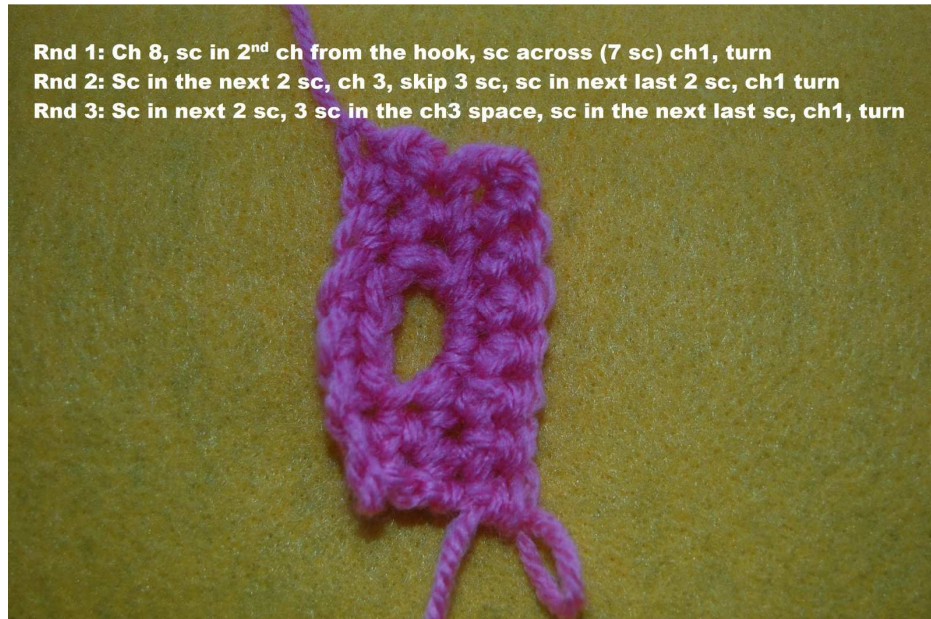 Rnd 1: Ch 8, sc in 2nd ch from the hook, sc across (7 sc) ch1, turn
Rnd 2: Sc in the next 2 sc, ch 3, skip 3 sc, sc in next last 2 sc, ch1 turn
Rnd 3: Sc in next 2 sc, 3 sc in the ch3 space, sc in the next last sc, ch1, turn